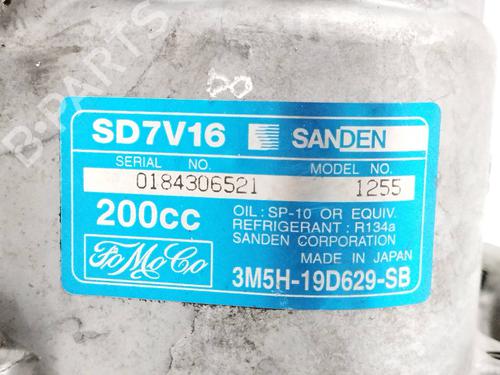 B-PARTS
SD7V16 SANDEN
SERIAL NO. MODEL NO.
0184306521 1255
200cc
OIL : SP-10 OR EQUIV.
REFRIGERANT : R134a
SANDEN CORPORATION
MADE IN JAPAN
FoMoCo
3M5H-19D629-SB